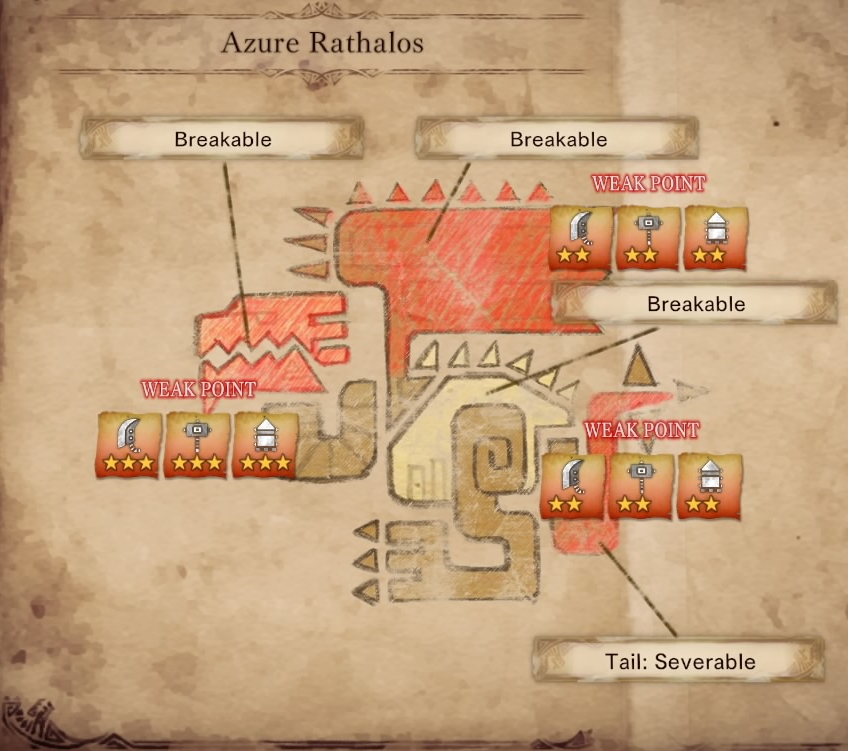 Azure Rathalos
Breakable
Breakable
WEAK POINT
Breakable
WEAK POINT
WEAK POINT
Tail: Severable